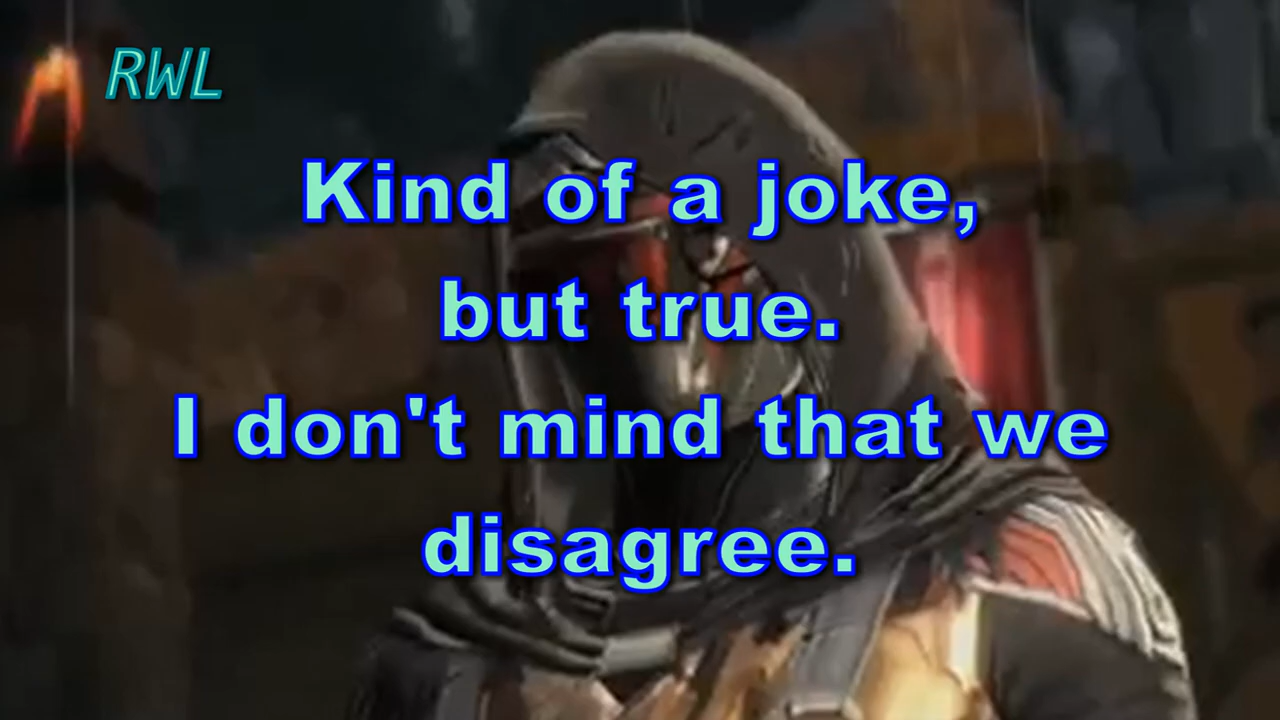 RWL
Kind of a joke,
but true.
I don't mind that we
disagree.